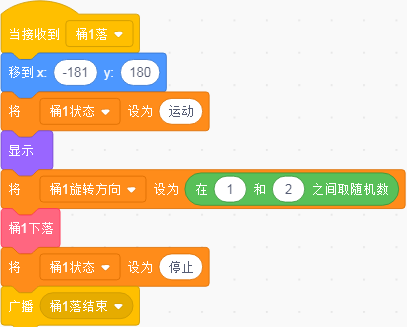 当接收到 桶1落
移到x: -181 y: 180
将 桶1状态 设为 运动
显示
将 桶1旋转方向 设为 在 1 和 2 之间取随机数
桶1下落
将 桶1状态 设为 停止
广播 桶1落结束